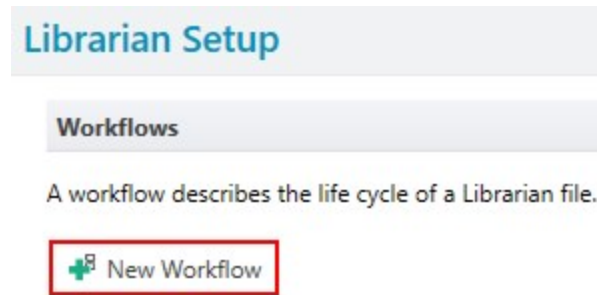 Librarian Setup
Workflows
A workflow describes the life cycle of a Librarian file.
New Workflow